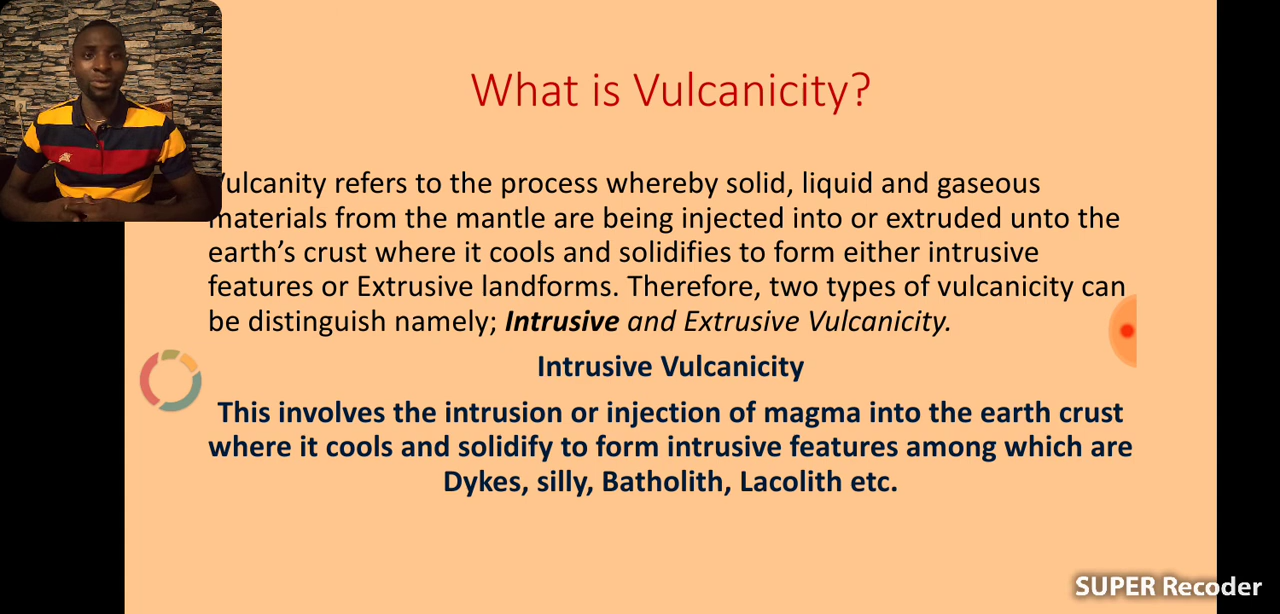 What is Vulcanicity?
Vulcanity refers to the process whereby solid, liquid and gaseous
materials from the mantle are being injected into or extruded unto the
earth’s crust where it cools and solidifies to form either intrusive
features or Extrusive landforms. Therefore, two types of vulcanicity can
be distinguish namely; Intrusive and Extrusive Vulcanicity.
Intrusive Vulcanicity
This involves the intrusion or injection of magma into the earth crust
where it cools and solidify to form intrusive features among which are
Dykes, silly, Batholith, Lacolith etc.
SUPER Recoder